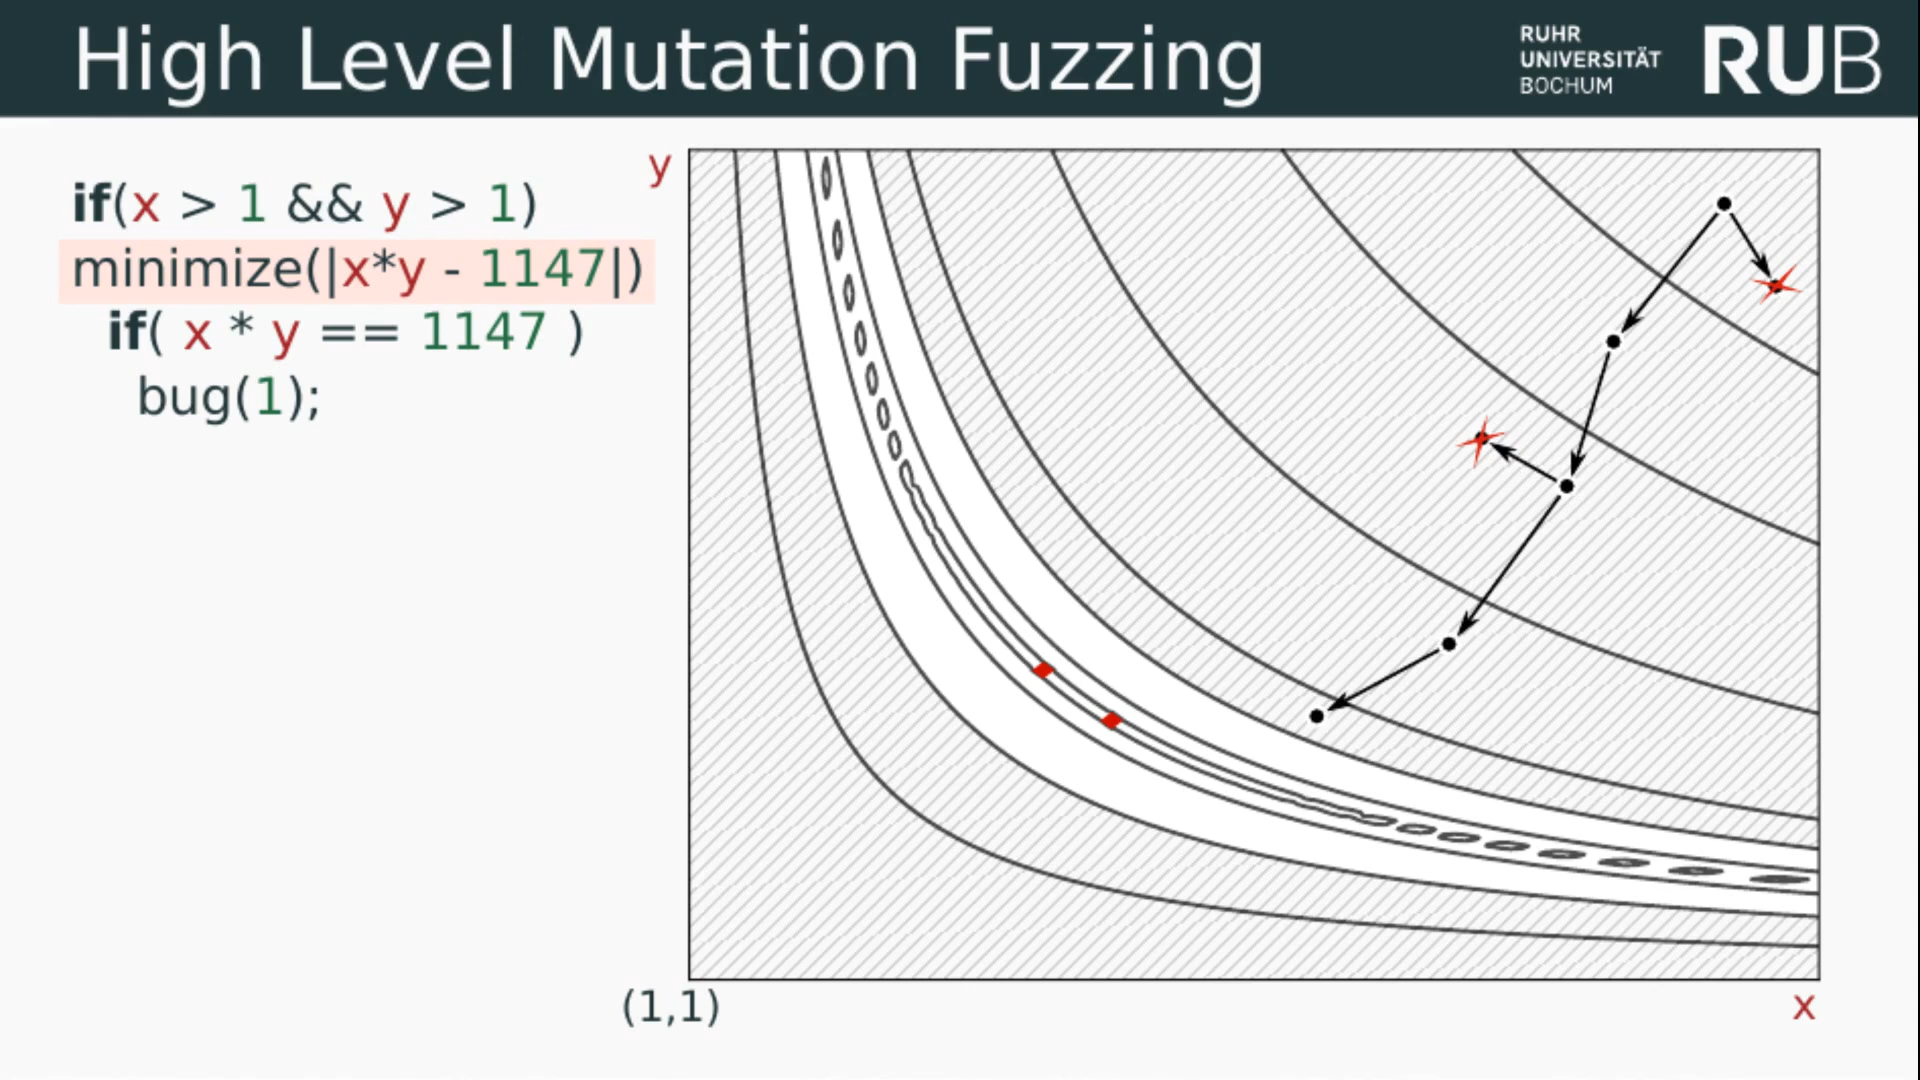 High Level Mutation Fuzzing
RUHR
UNIVERSITÄT
BOCHUM
RUB
if(x > 1 && y > 1)
minimize(|x*y - 1147|)
if( x * y == 1147 )
bug(1);
y
(1,1)
x